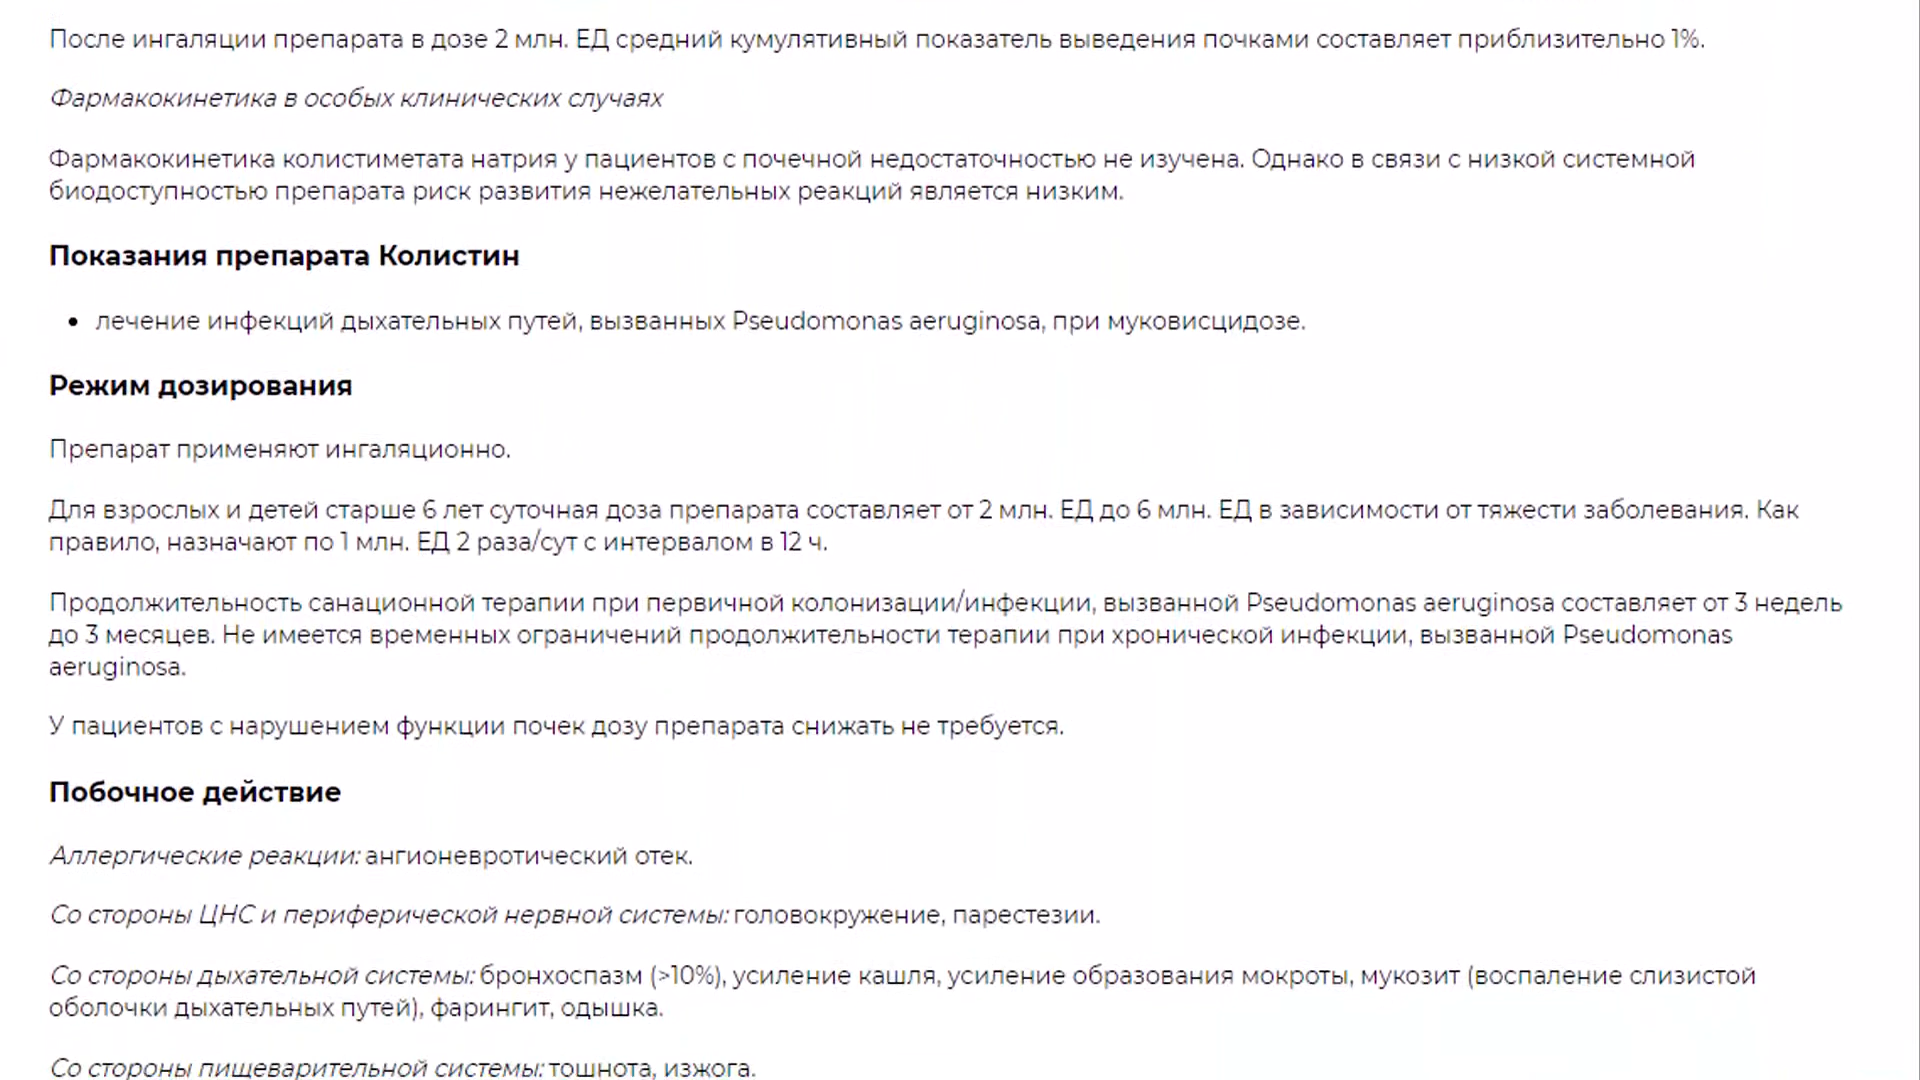 После ингаляции препарата в дозе 2 млн. ЕД средний кумулятивный показатель выведения почками составляет приблизительно 1%.
Фармакокинетика в особых клинических случаях
Фармакокинетика колистиметата натрия у пациентов с почечной недостаточностью не изучена. Однако в связи с низкой системной
биодоступностью препарата риск развития нежелательных реакций является низким.
Показания препарата Колистин
• лечение инфекций дыхательных путей, вызванных Pseudomonas aeruginosa, при муковисцидозе.
Режим дозирования
Препарат применяют ингаляционно.
Для взрослых и детей старше 6 лет суточная доза препарата составляет от 2 млн. ЕД до 6 млн. ЕД в зависимости от тяжести заболевания. Как
правило, назначают по 1 млн. ЕД 2 раза/сут с интервалом в 12 ч.
Продолжительность санационной терапии при первичной колонизации/инфекции, вызванной Pseudomonas aeruginosa составляет от 3 недель
до 3 месяцев. Не имеется временных ограничений продолжительности терапии при хронической инфекции, вызванной Pseudomonas
aeruginosa.
У пациентов с нарушением функции почек дозу препарата снижать не требуется.
Побочное действие
Аллергические реакции: ангионевротический отек.
Со стороны ЦНС и периферической нервной системы: головокружение, парестезии.
Со стороны дыхательной системы: бронхоспазм (>10%), усиление кашля, усиление образования мокроты, мукозит (воспаление слизистой
оболочки дыхательных путей), фарингит, одышка.
Со стороны пищеварительной системы: тошнота, изжога.